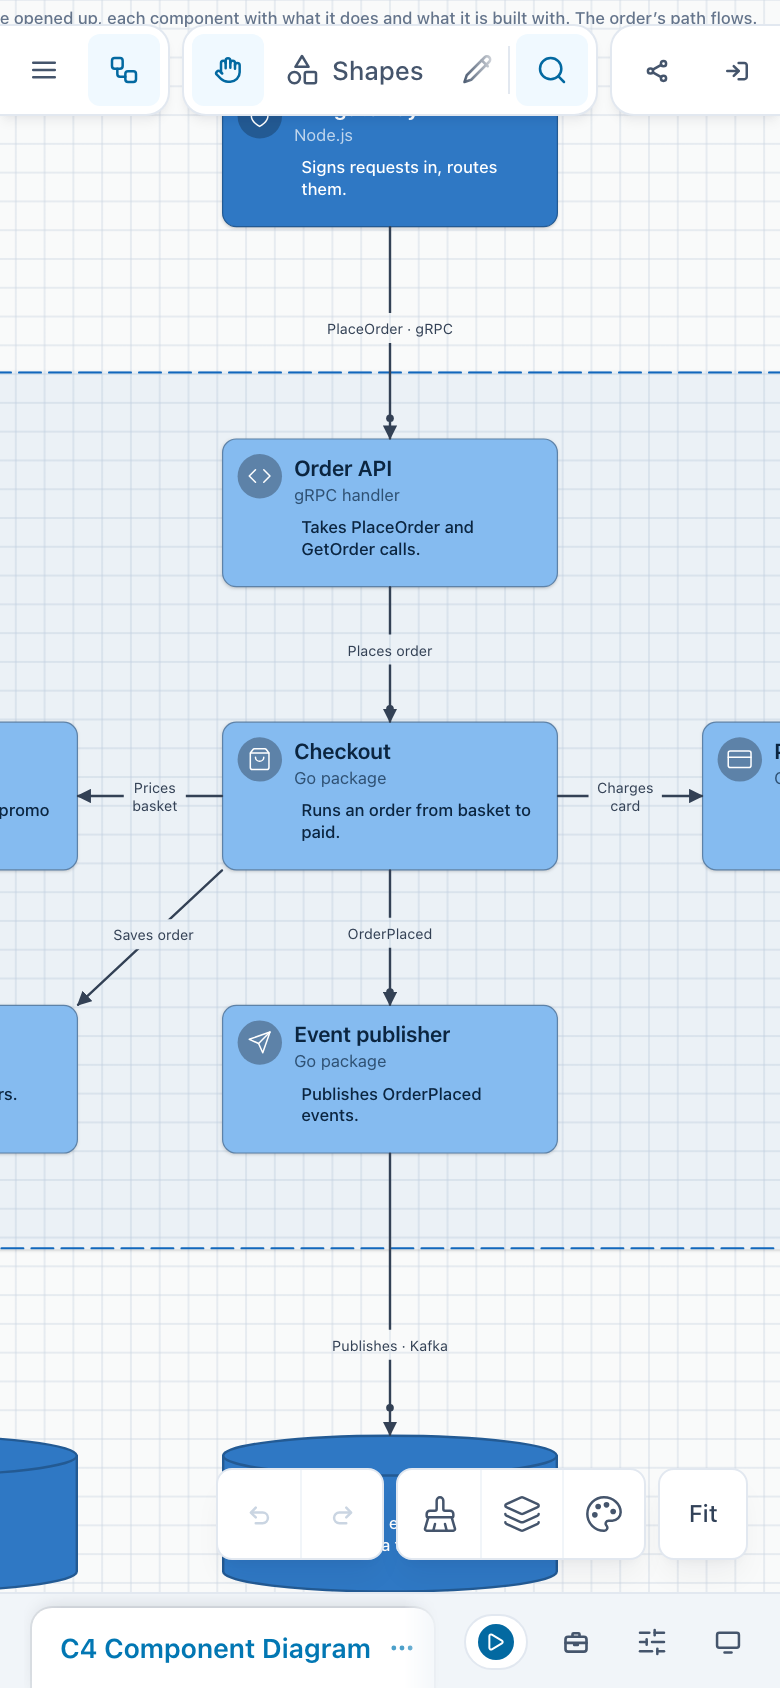 e opened up, each component with what it does and what it is built with. The order's path flows.
Shapes
Node.js
Signs requests in, routes
them.
PlaceOrder · gRPC
Order API
gRPC handler
Takes PlaceOrder and
GetOrder calls.
Places order
Checkout
Go package
Runs an order from basket to
paid.
promo
Prices
basket
Charges
card
Saves order
OrderPlaced
rs.
Event publisher
Go package
Publishes OrderPlaced
events.
Publishes · Kafka
Fit
C4 Component Diagram